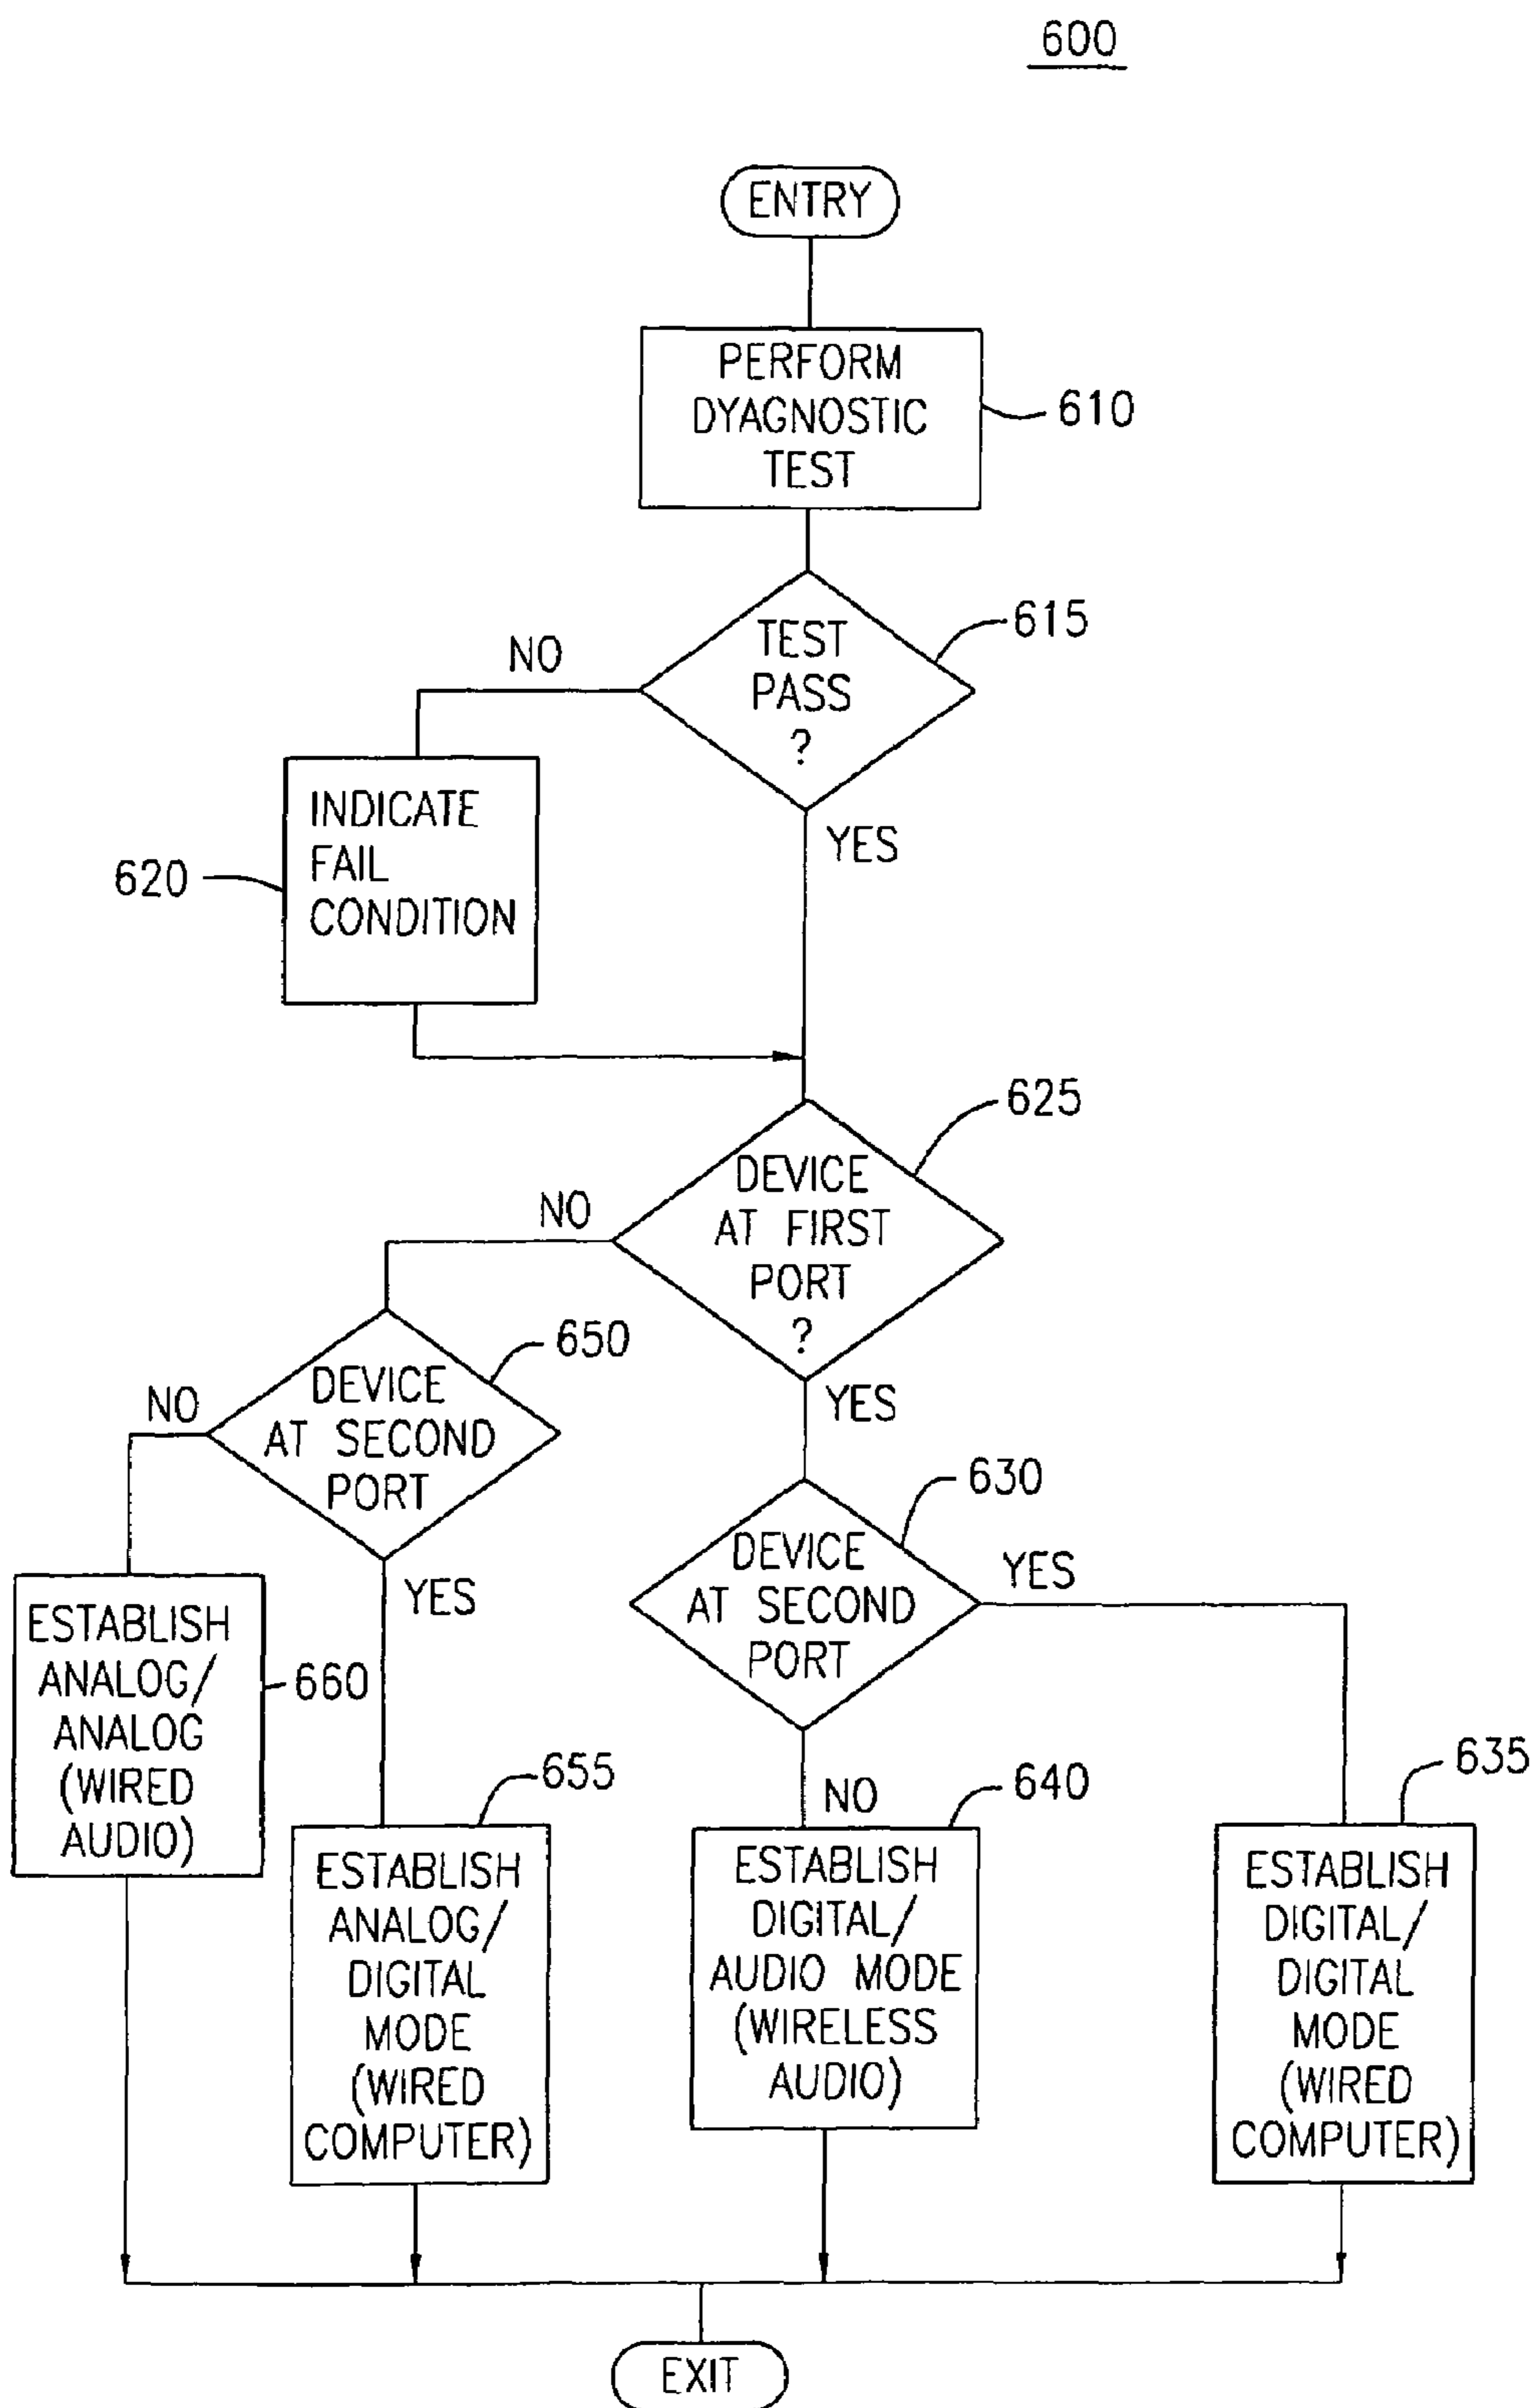 600
ENTRY
PERFORM
DYAGNOSTIC
TEST
610
TEST
PASS
?
615
NO
YES
INDICATE
FAIL
CONDITION
620
DEVICE
AT FIRST
PORT
?
625
NO
YES
DEVICE
AT SECOND
PORT
650
NO
YES
DEVICE
AT SECOND
PORT
630
YES
NO
ESTABLISH
ANALOG/
ANALOG
(WIRED
AUDIO)
660
ESTABLISH
ANALOG/
DIGITAL
MODE
(WIRED
COMPUTER)
655
ESTABLISH
DIGITAL/
AUDIO MODE
(WIRELESS
AUDIO)
640
ESTABLISH
DIGITAL/
DIGITAL
MODE
(WIRED
COMPUTER)
635
EXIT